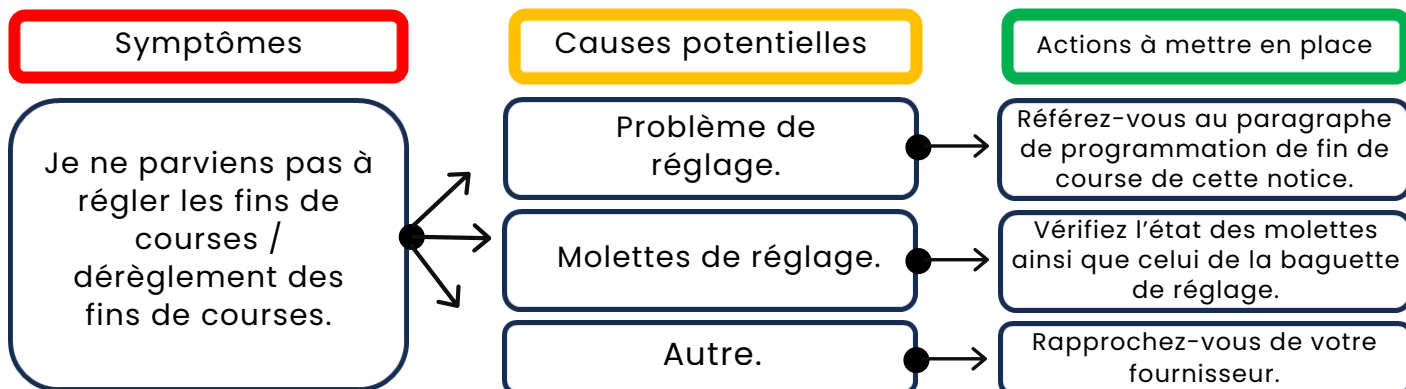 Symptômes
Causes potentielles
Actions à mettre en place
Je ne parviens pas à
régler les fins de
courses /
dérèglement des
fins de courses.
Problème de
réglage.
Référez-vous au paragraphe
de programmation de fin de
course de cette notice.
Molettes de réglage.
Vérifiez l’état des molettes
ainsi que celui de la baguette
de réglage.
Autre.
Rapprochez-vous de votre
fournisseur.